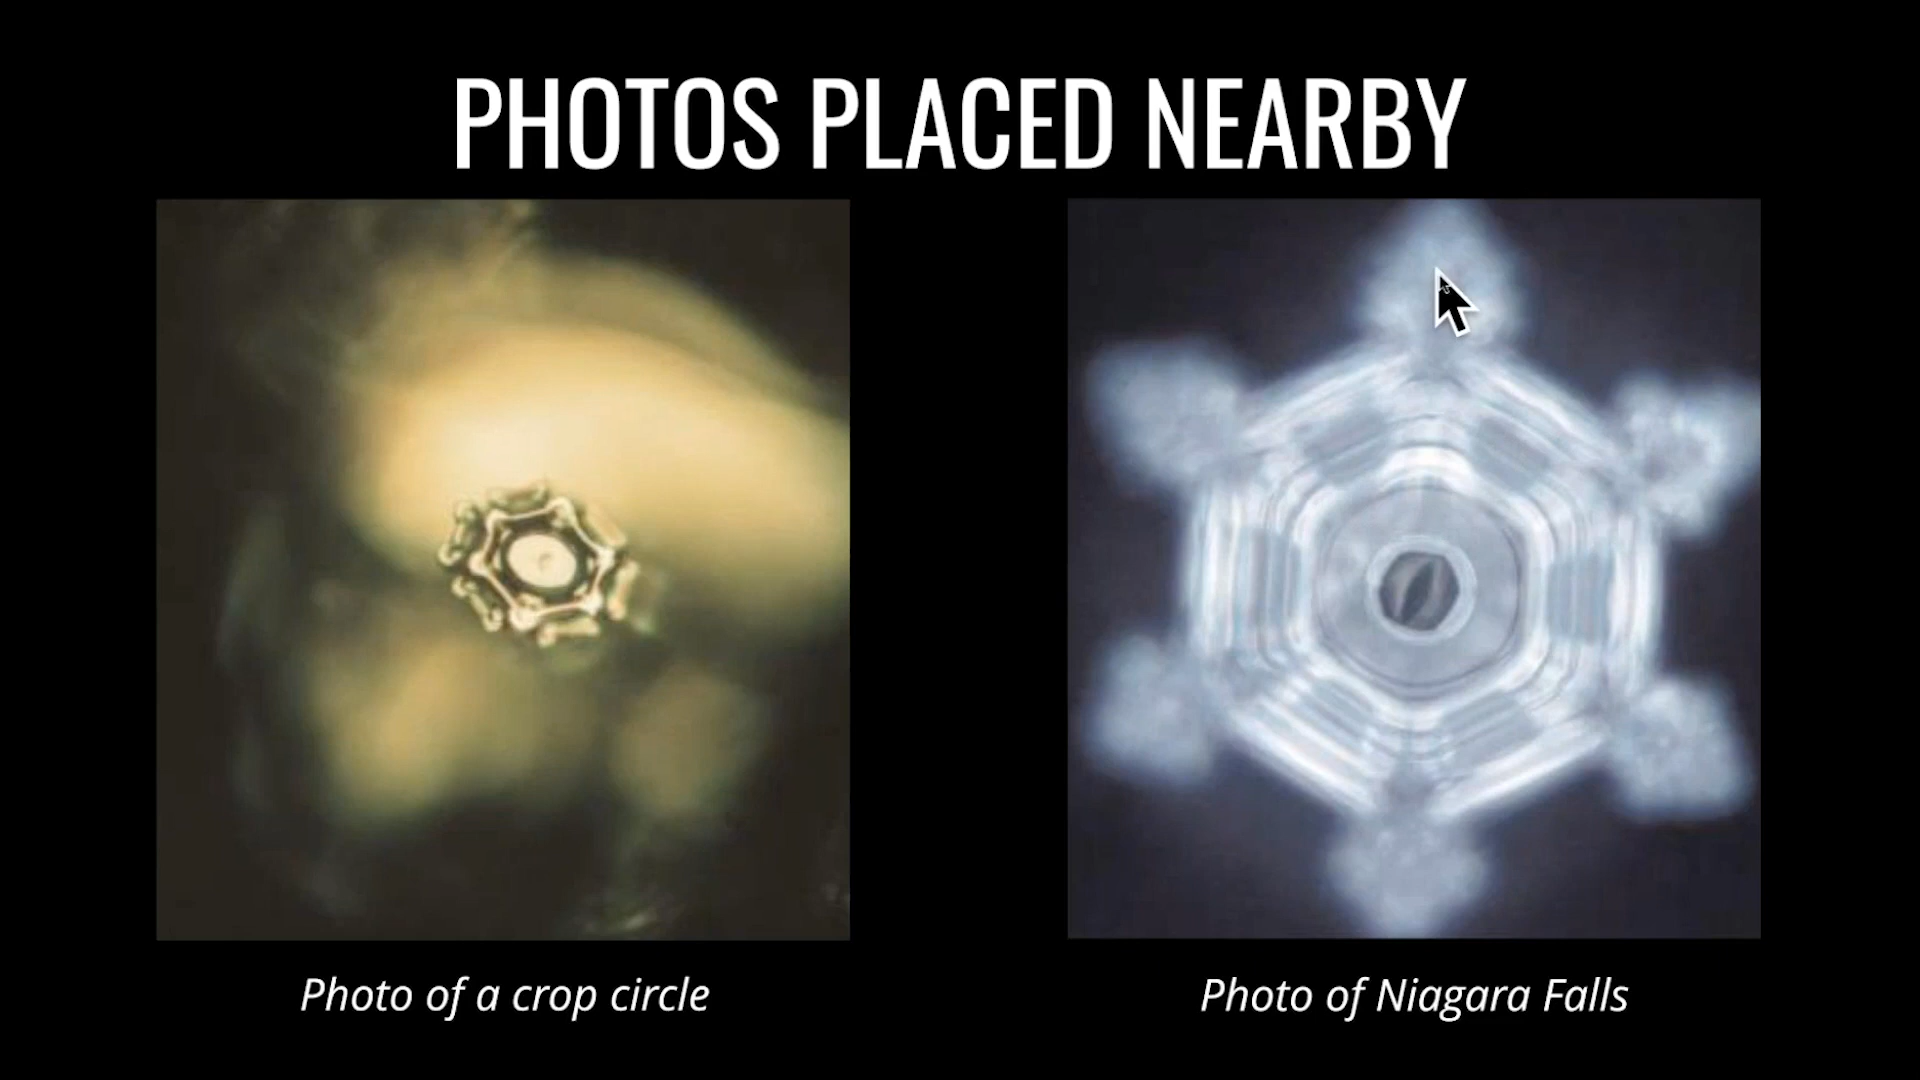 PHOTOS PLACED NEARBY
Photo of a crop circle
Photo of Niagara Falls